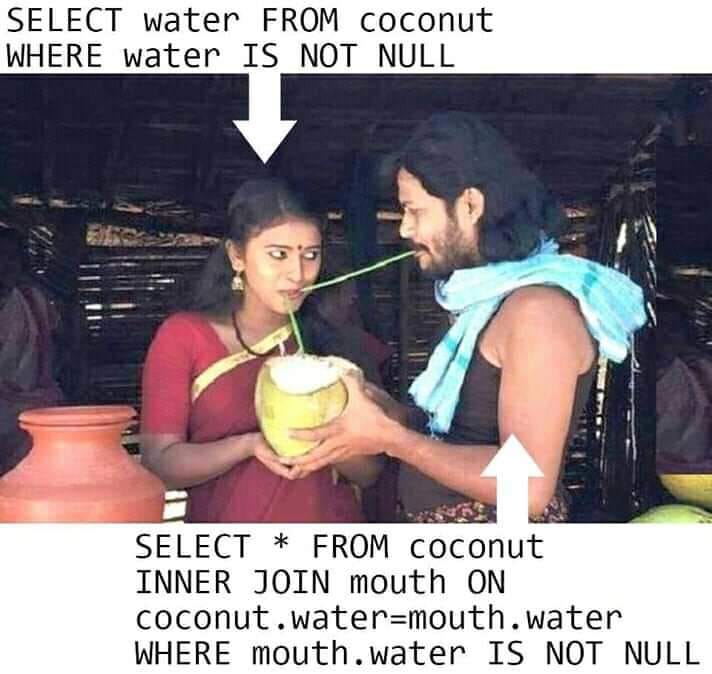 SELECT water FROM coconut
WHERE water IS NOT NULL
SELECT * FROM coconut
INNER JOIN mouth ON
coconut.water=mouth.water
WHERE mouth.water IS NOT NULL